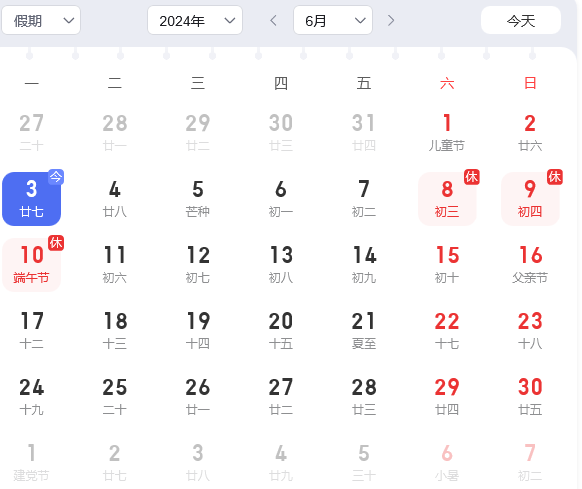 假期 2024年 6月 今天
一 二 三 四 五 六 日
27 28 29 30 31 1 2
二十 廿一 廿二 廿三 廿四 儿童节 廿六
今 休 休
3 4 5 6 7 8 9
廿七 廿八 芒种 初一 初二 初三 初四
休
10 11 12 13 14 15 16
端午节 初六 初七 初八 初九 初十 父亲节
17 18 19 20 21 22 23
十二 十三 十四 十五 夏至 十七 十八
24 25 26 27 28 29 30
十九 二十 廿一 廿二 廿三 廿四 廿五
1 2 3 4 5 6 7
建党节 廿七 廿八 廿九 三十 小暑 初二